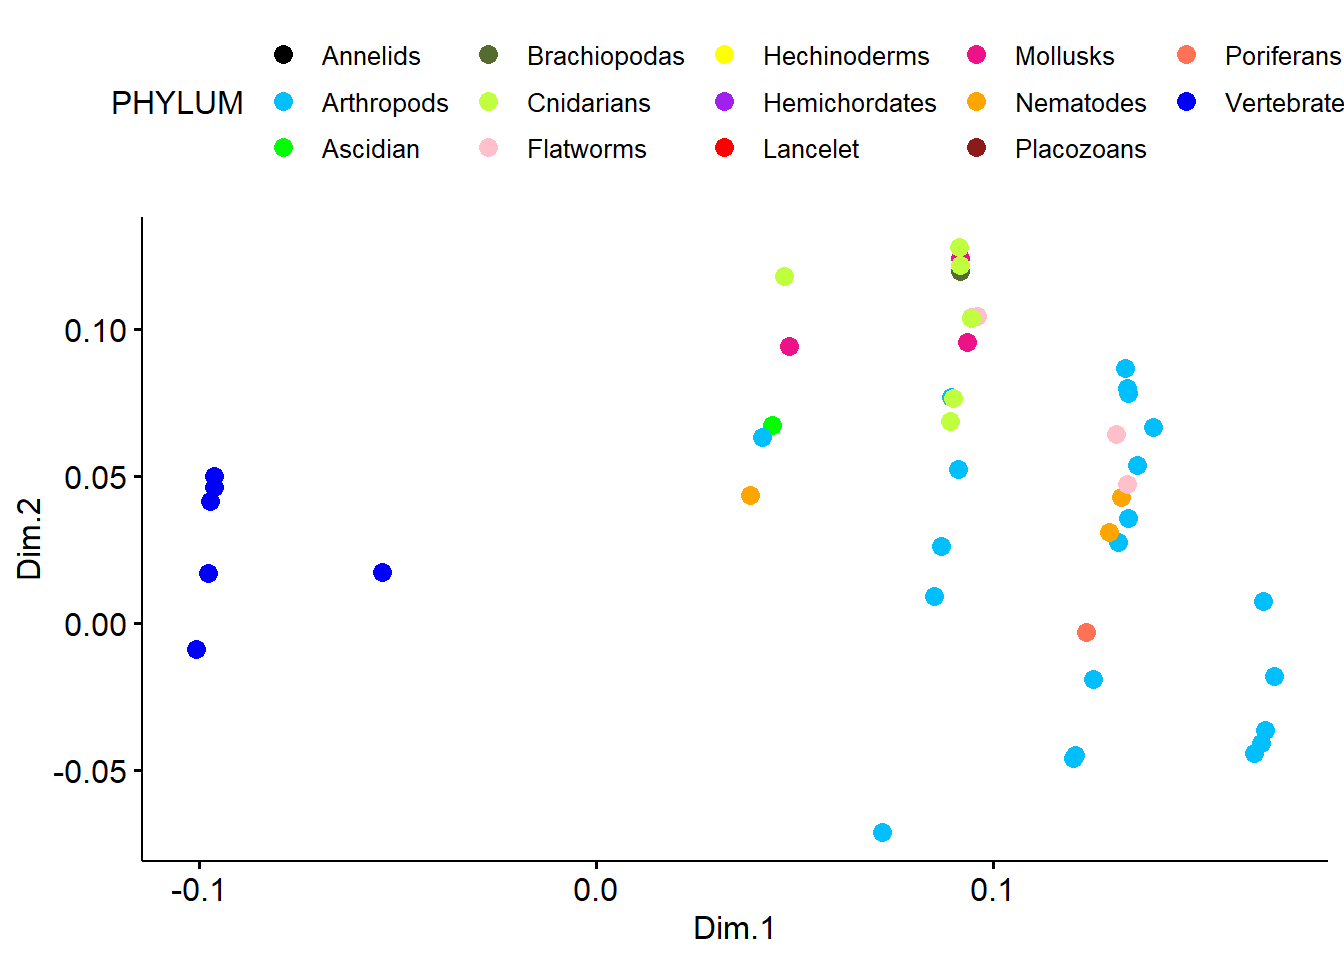 Annelids Brachiopodas Hechinoderms Mollusks Poriferans
PHYLUM Arthropods Cnidarians Hemichordates Nematodes Vertebrate
Ascidian Flatworms Lancelet Placozoans
0.10
0.05
0.00
-0.05
Dim.2
-0.1 0.0 0.1
Dim.1